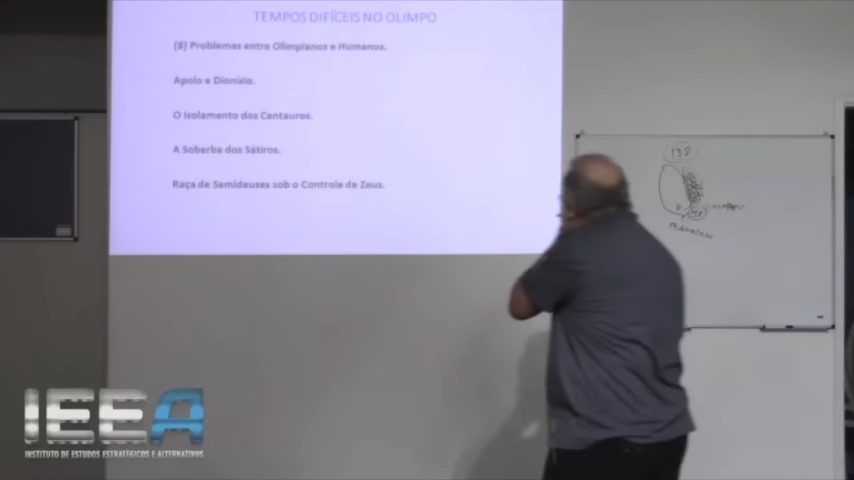 TEMPOS DIFÍCEIS NO OLIMPO
(8) Problemas entre Olimpianos e Humanos.
Apolo e Dionísio.
O Isolamento dos Centauros.
A Soberba dos Sátiros.
Raça de Semideuses sob o Controle de Zeus.
138
IEEA
INSTITUTO DE ESTUDOS ESTRATÉGICOS E ALTERNATIVOS